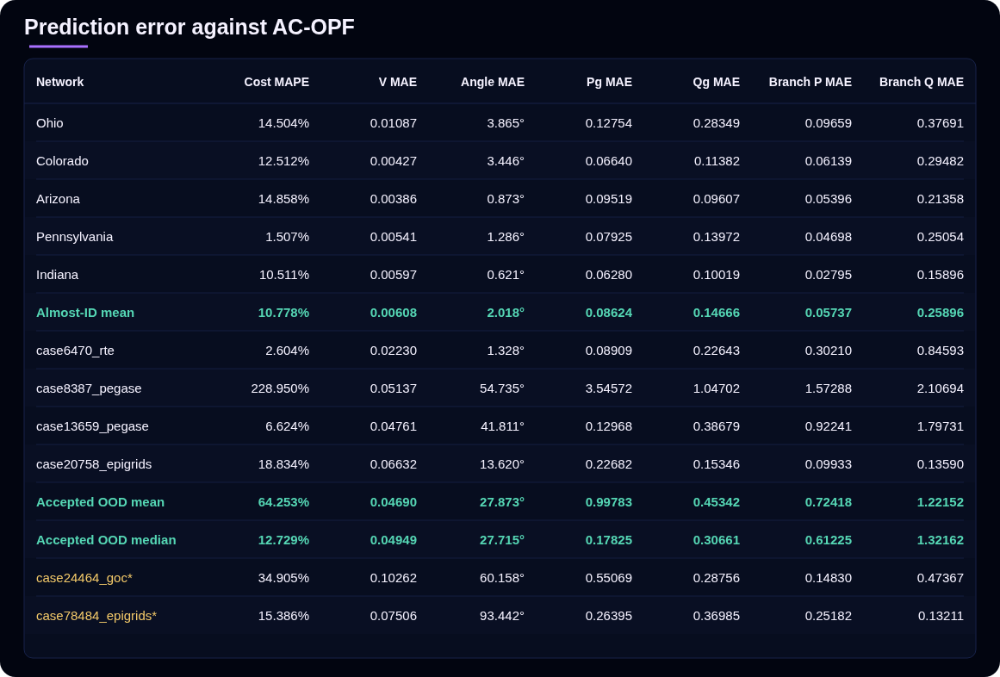 Prediction error against AC-OPF
Network Cost MAPE V MAE Angle MAE Pg MAE Qg MAE Branch P MAE Branch Q MAE
Ohio 14.504% 0.01087 3.865° 0.12754 0.28349 0.09659 0.37691
Colorado 12.512% 0.00427 3.446° 0.06640 0.11382 0.06139 0.29482
Arizona 14.858% 0.00386 0.873° 0.09519 0.09607 0.05396 0.21358
Pennsylvania 1.507% 0.00541 1.286° 0.07925 0.13972 0.04698 0.25054
Indiana 10.511% 0.00597 0.621° 0.06280 0.10019 0.02795 0.15896
Almost-ID mean 10.778% 0.00608 2.018° 0.08624 0.14666 0.05737 0.25896
case6470_rte 2.604% 0.02230 1.328° 0.08909 0.22643 0.30210 0.84593
case8387_pegase 228.950% 0.05137 54.735° 3.54572 1.04702 1.57288 2.10694
case13659_pegase 6.624% 0.04761 41.811° 0.12968 0.38679 0.92241 1.79731
case20758_epigrids 18.834% 0.06632 13.620° 0.22682 0.15346 0.09933 0.13590
Accepted OOD mean 64.253% 0.04690 27.873° 0.99783 0.45342 0.72418 1.22152
Accepted OOD median 12.729% 0.04949 27.715° 0.17825 0.30661 0.61225 1.32162
case24464_goc* 34.905% 0.10262 60.158° 0.55069 0.28756 0.14830 0.47367
case78484_epigrids* 15.386% 0.07506 93.442° 0.26395 0.36985 0.25182 0.13211